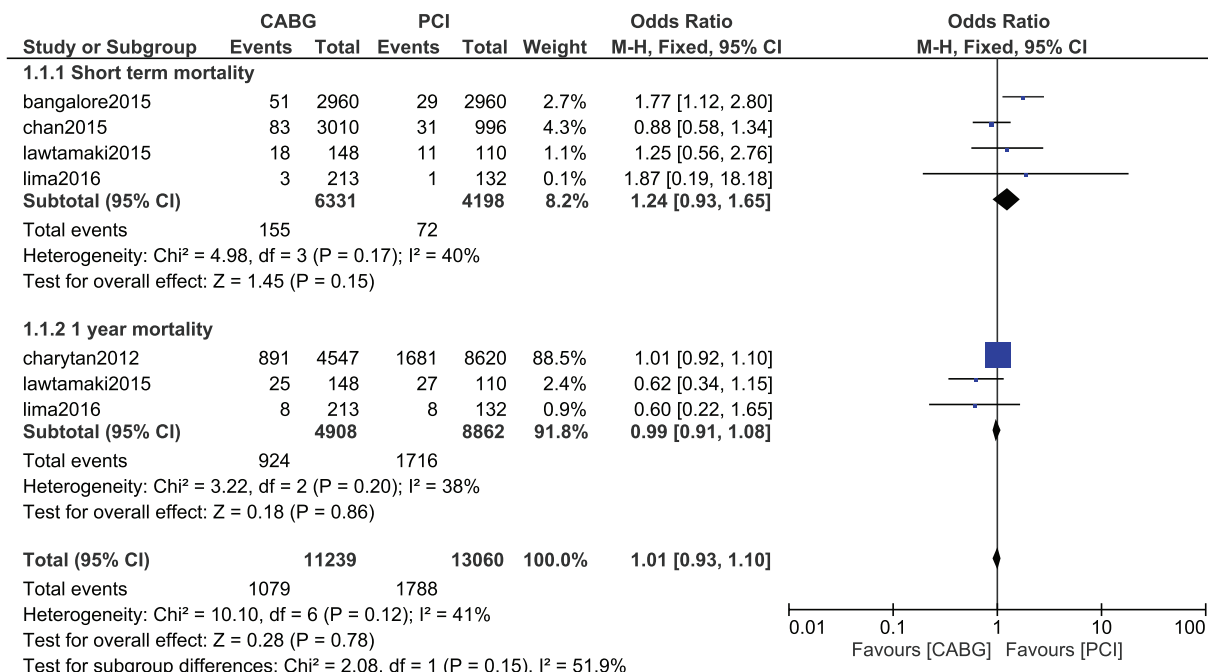 CABG PCI Odds Ratio Odds Ratio
Study or Subgroup Events Total Events Total Weight M-H, Fixed, 95% CI M-H, Fixed, 95% CI
1.1.1 Short term mortality
bangalore2015 51 2960 29 2960 2.7% 1.77 [1.12, 2.80]
chan2015 83 3010 31 996 4.3% 0.88 [0.58, 1.34]
lawtamaki2015 18 148 11 110 1.1% 1.25 [0.56, 2.76]
lima2016 3 213 1 132 0.1% 1.87 [0.19, 18.18]
Subtotal (95% CI) 6331 4198 8.2% 1.24 [0.93, 1.65]
Total events 155 72
Heterogeneity: Chi² = 4.98, df = 3 (P = 0.17); I² = 40%
Test for overall effect: Z = 1.45 (P = 0.15)
1.1.2 1 year mortality
charytan2012 891 4547 1681 8620 88.5% 1.01 [0.92, 1.10]
lawtamaki2015 25 148 27 110 2.4% 0.62 [0.34, 1.15]
lima2016 8 213 8 132 0.9% 0.60 [0.22, 1.65]
Subtotal (95% CI) 4908 8862 91.8% 0.99 [0.91, 1.08]
Total events 924 1716
Heterogeneity: Chi² = 3.22, df = 2 (P = 0.20); I² = 38%
Test for overall effect: Z = 0.18 (P = 0.86)
Total (95% CI) 11239 13060 100.0% 1.01 [0.93, 1.10]
Total events 1079 1788
Heterogeneity: Chi² = 10.10, df = 6 (P = 0.12); I² = 41%
Test for overall effect: Z = 0.28 (P = 0.78)
Test for subgroup differences: Chi² = 2.08, df = 1 (P = 0.15), I² = 51.9%
0.01 0.1 1 10 100
Favours [CABG] Favours [PCI]